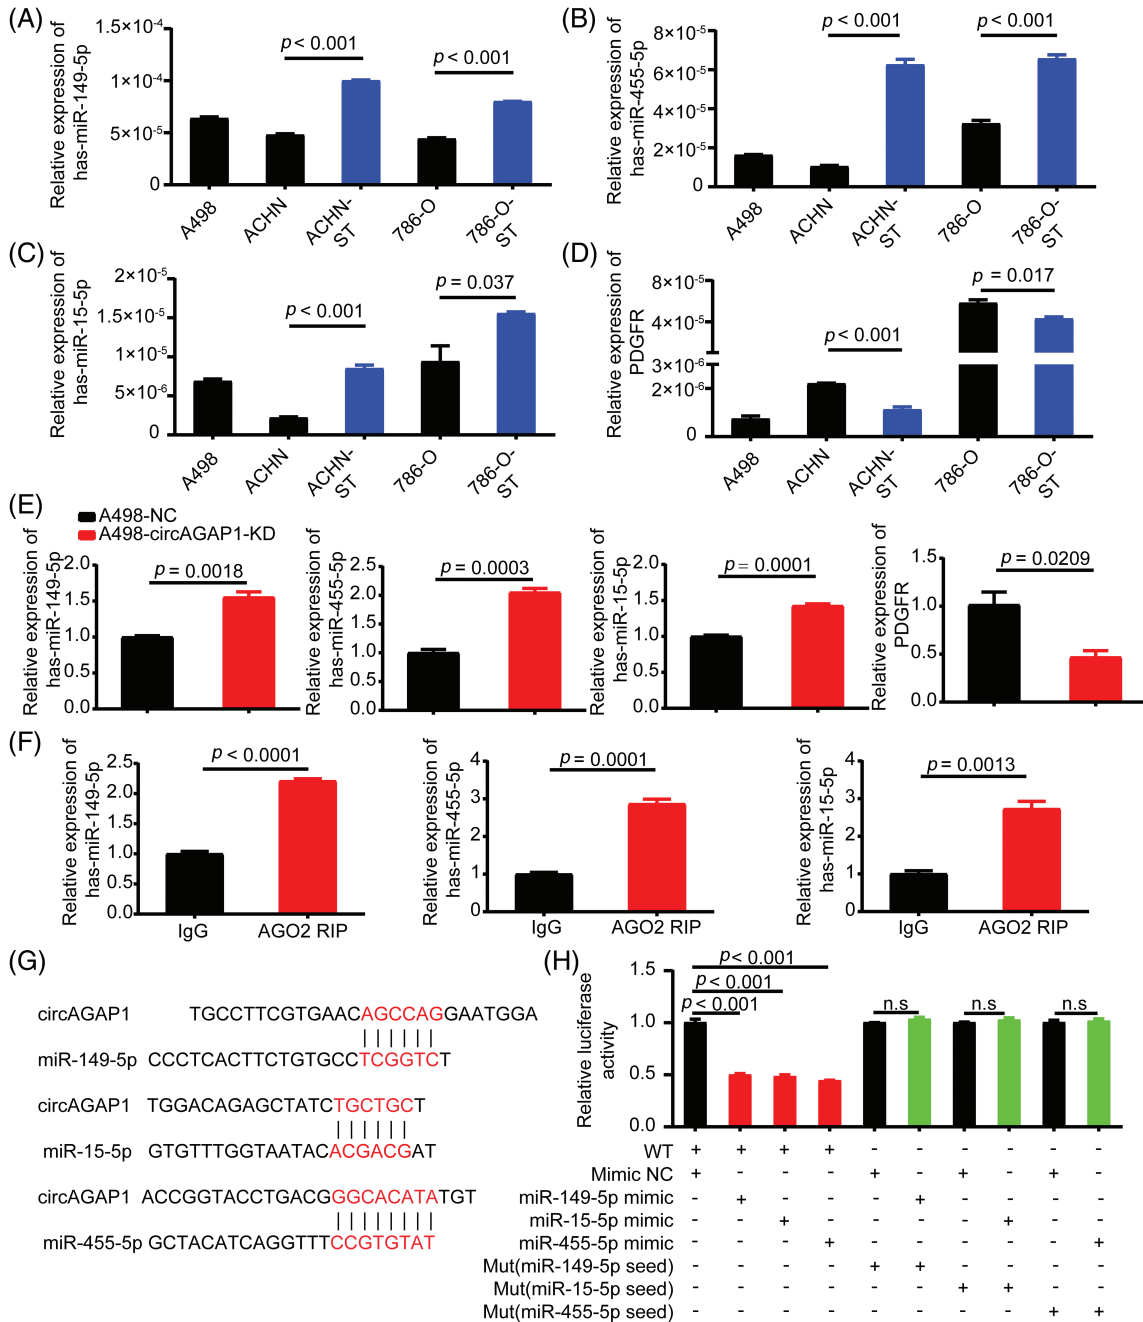 (A)
Relative expression of
has-miR-149-5p
1.5×10⁻⁴
1×10⁻⁴
5×10⁻⁵
0
p < 0.001
p < 0.001
A498
ACHN
ACHN-
ST
786-O
786-O-
ST
(B)
Relative expression of
has-miR-455-5p
8×10⁻⁵
6×10⁻⁵
4×10⁻⁵
2×10⁻⁵
0
p < 0.001
p < 0.001
A498
ACHN
ACHN-
ST
786-O
786-O-
ST
(C)
Relative expression of
has-miR-15-5p
2×10⁻⁵
1.5×10⁻⁵
1×10⁻⁵
5×10⁻⁶
0
p < 0.001
p = 0.037
A498
ACHN
ACHN-
ST
786-O
786-O-
ST
(D)
Relative expression of
PDGFR
8×10⁻⁵
4×10⁻⁵
3×10⁻⁶
2×10⁻⁶
0
p < 0.001
p = 0.017
A498
ACHN
ACHN-
ST
786-O
786-O-
ST
(E)
A498-NC
A498-circAGAP1-KD
Relative expression of
has-miR-149-5p
2.0
1.5
1.0
0.5
0.0
p = 0.0018
Relative expression of
has-miR-455-5p
2.5
2.0
1.5
1.0
0.5
0.0
p = 0.0003
Relative expression of
has-miR-15-5p
2.0
1.5
1.0
0.5
0.0
p = 0.0001
Relative expression of
PDGFR
1.5
1.0
0.5
0.0
p = 0.0209
(F)
Relative expression of
has-miR-149-5p
2.5
2.0
1.5
1.0
0.5
0.0
p < 0.0001
IgG
AGO2 RIP
Relative expression of
has-miR-455-5p
4
3
2
1
0
p = 0.0001
IgG
AGO2 RIP
Relative expression of
has-miR-15-5p
4
3
2
1
0
p = 0.0013
IgG
AGO2 RIP
(G)
circAGAP1 TGCCTTCGTGAACAGCCAGGAATGGA
miR-149-5p CCCTCACTTCTGTGCCTCGGTCT
circAGAP1 TGGACAGAGCTATCTGCTGCT
miR-15-5p GTGTTTGGTAATACACGACGAT
circAGAP1 ACCGGTACCTGACGGGCACATATGT
miR-455-5p GCTACATCAGGTTTCCGTGTAT
(H)
Relative luciferase
activity
1.5
1.0
0.5
0.0
p < 0.001
p < 0.001
p < 0.001
n.s
n.s
n.s
WT + + + + - - - - - -
Mimic NC + - - - + - + - + -
miR-149-5p mimic - + - - - + - - - -
miR-15-5p mimic - - + - - - - + - -
miR-455-5p mimic - - - + - - - - - +
Mut(miR-149-5p seed) - - - - + + - - - -
Mut(miR-15-5p seed) - - - - - - + + - -
Mut(miR-455-5p seed) - - - - - - - - + +